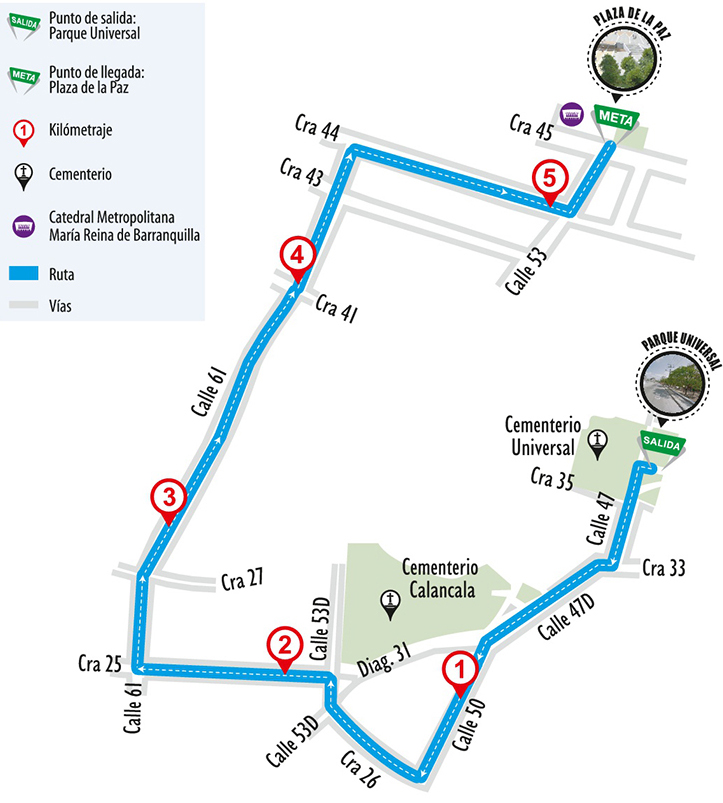 SALIDA
Punto de salida:
Parque Universal
META
Punto de llegada:
Plaza de la Paz
1
Kilómetraje
Cementerio
Catedral Metropolitana
María Reina de Barranquilla
Ruta
Vías
PLAZA DE LA PAZ
META
Cra 45
Cra 44
Cra 43
5
Calle 53
4
Cra 41
Calle 61
PARQUE UNIVERSAL
SALIDA
Cementerio
Universal
Cra 35
Calle 47
3
Cra 33
Cra 27
Cementerio
Calancala
Calle 53D
Calle 47D
2
Diag. 31
1
Cra 25
Calle 61
Calle 50
Calle 53D
Cra 26